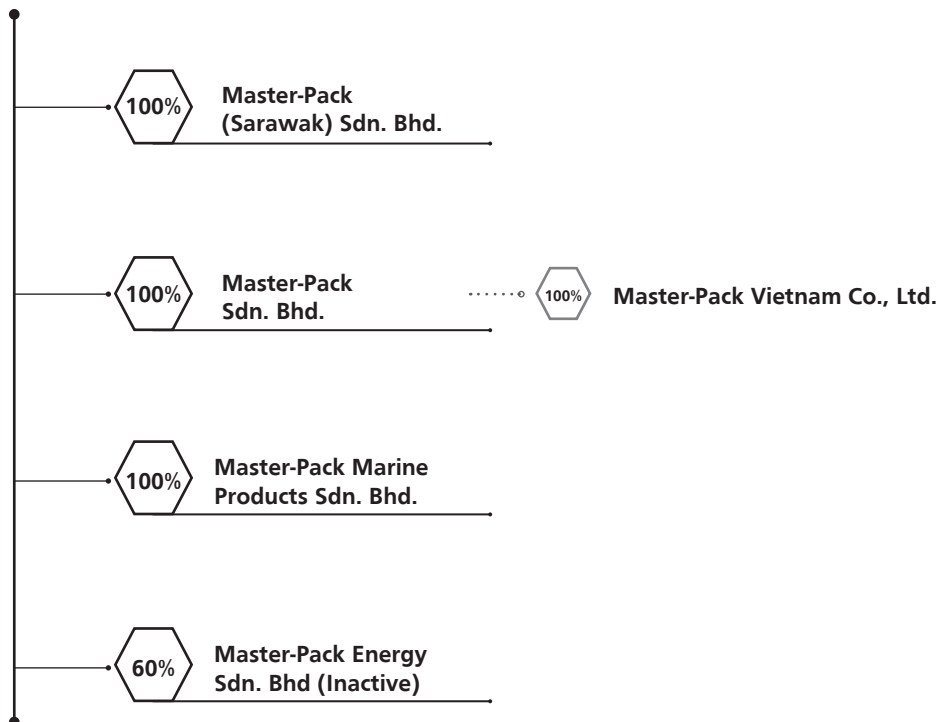 100%
Master-Pack
(Sarawak) Sdn. Bhd.
100%
Master-Pack
Sdn. Bhd.
100%
Master-Pack Vietnam Co., Ltd.
100%
Master-Pack Marine
Products Sdn. Bhd.
60%
Master-Pack Energy
Sdn. Bhd (Inactive)